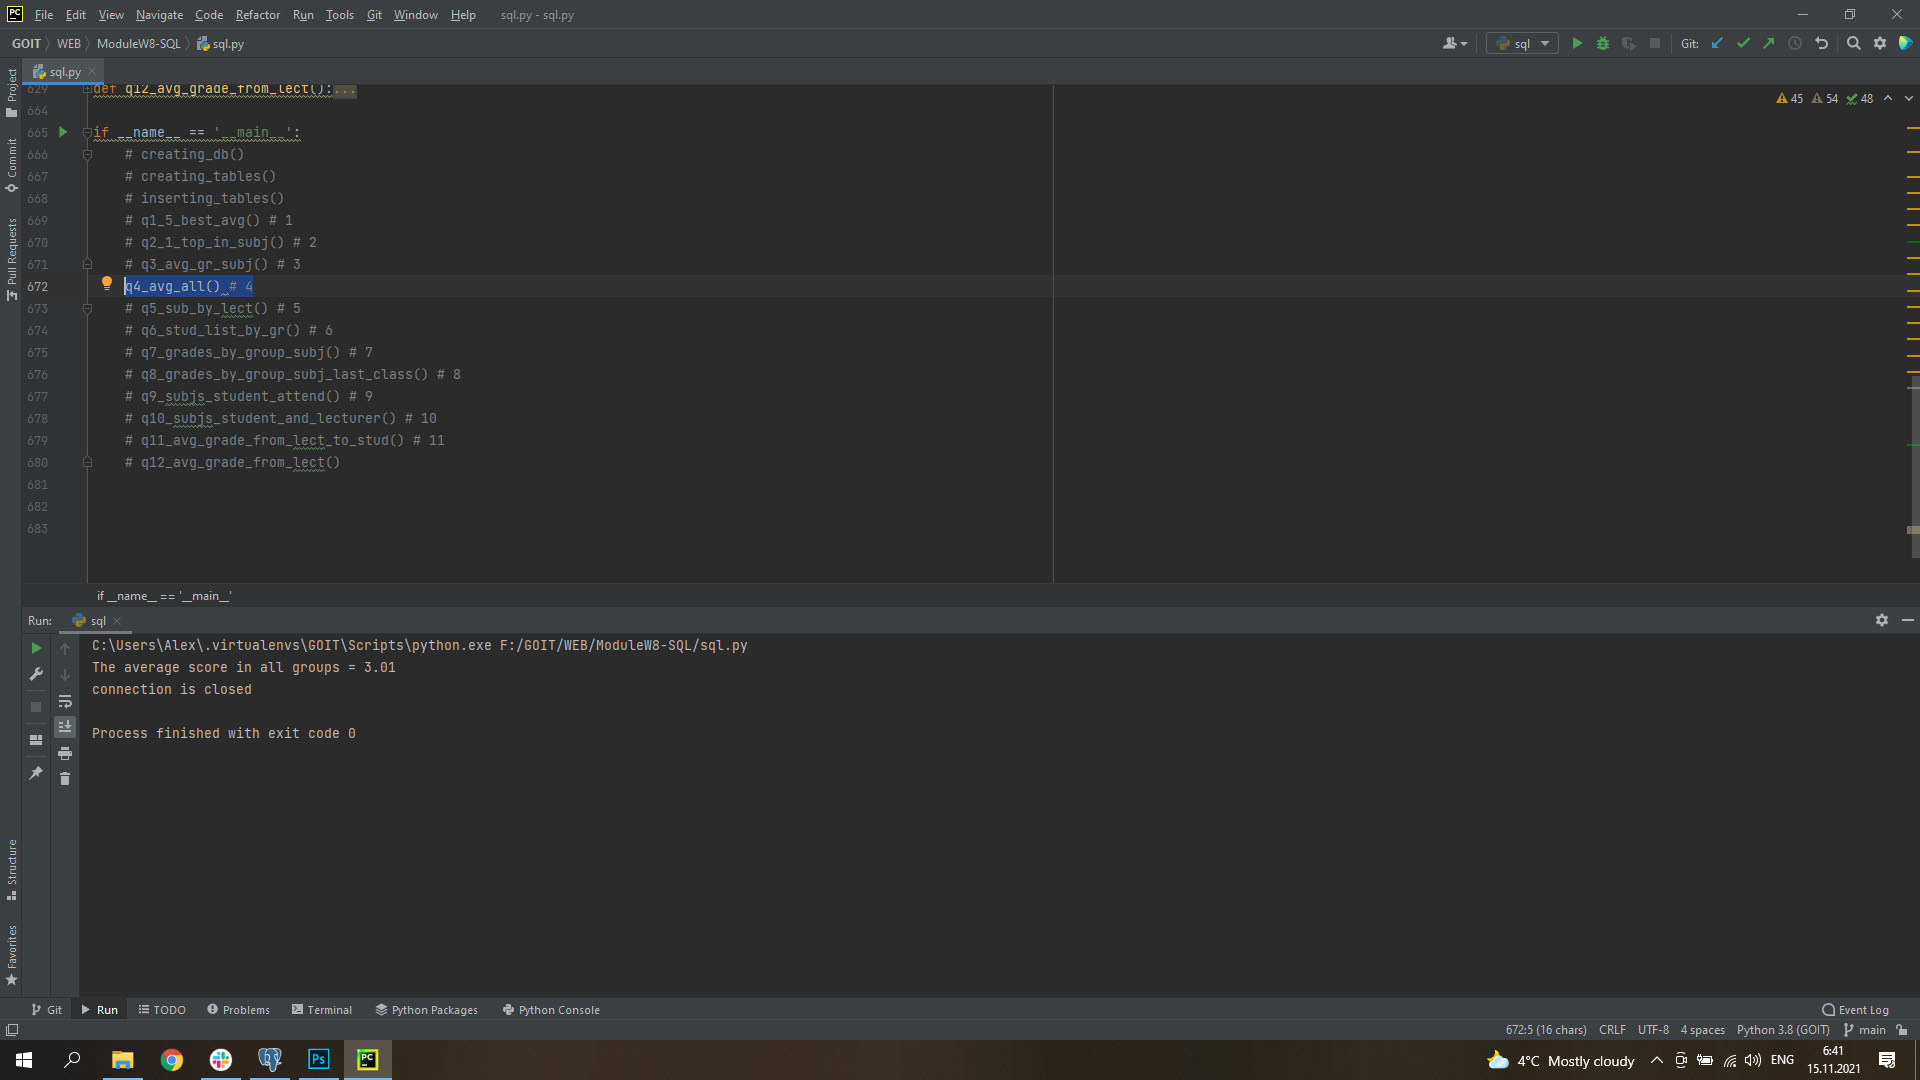 PC File Edit View Navigate Code Refactor Run Tools Git Window Help sql.py - sql.py
GOIT WEB ModuleW8-SQL sql.py sql Git:
sql.py
Project
Commit
Pull Requests
Structure
Favorites
45 54 48
629 def q12_avg_grade_from_lect():...
664
665 if __name__ == '__main__':
666 # creating_db()
667 # creating_tables()
668 # inserting_tables()
669 # q1_5_best_avg() # 1
670 # q2_1_top_in_subj() # 2
671 # q3_avg_gr_subj() # 3
672 q4_avg_all() # 4
673 # q5_sub_by_lect() # 5
674 # q6_stud_list_by_gr() # 6
675 # q7_grades_by_group_subj() # 7
676 # q8_grades_by_group_subj_last_class() # 8
677 # q9_subjs_student_attend() # 9
678 # q10_subjs_student_and_lecturer() # 10
679 # q11_avg_grade_from_lect_to_stud() # 11
680 # q12_avg_grade_from_lect()
681
682
683
if __name__ == '__main__'
Run: sql
C:\Users\Alex\.virtualenvs\GOIT\Scripts\python.exe F:/GOIT/WEB/ModuleW8-SQL/sql.py
The average score in all groups = 3.01
connection is closed
Process finished with exit code 0
Git Run TODO Problems Terminal Python Packages Python Console Event Log
672:5 (16 chars) CRLF UTF-8 4 spaces Python 3.8 (GOIT) main
Ps PC 4°C Mostly cloudy ENG 6:41
15.11.2021